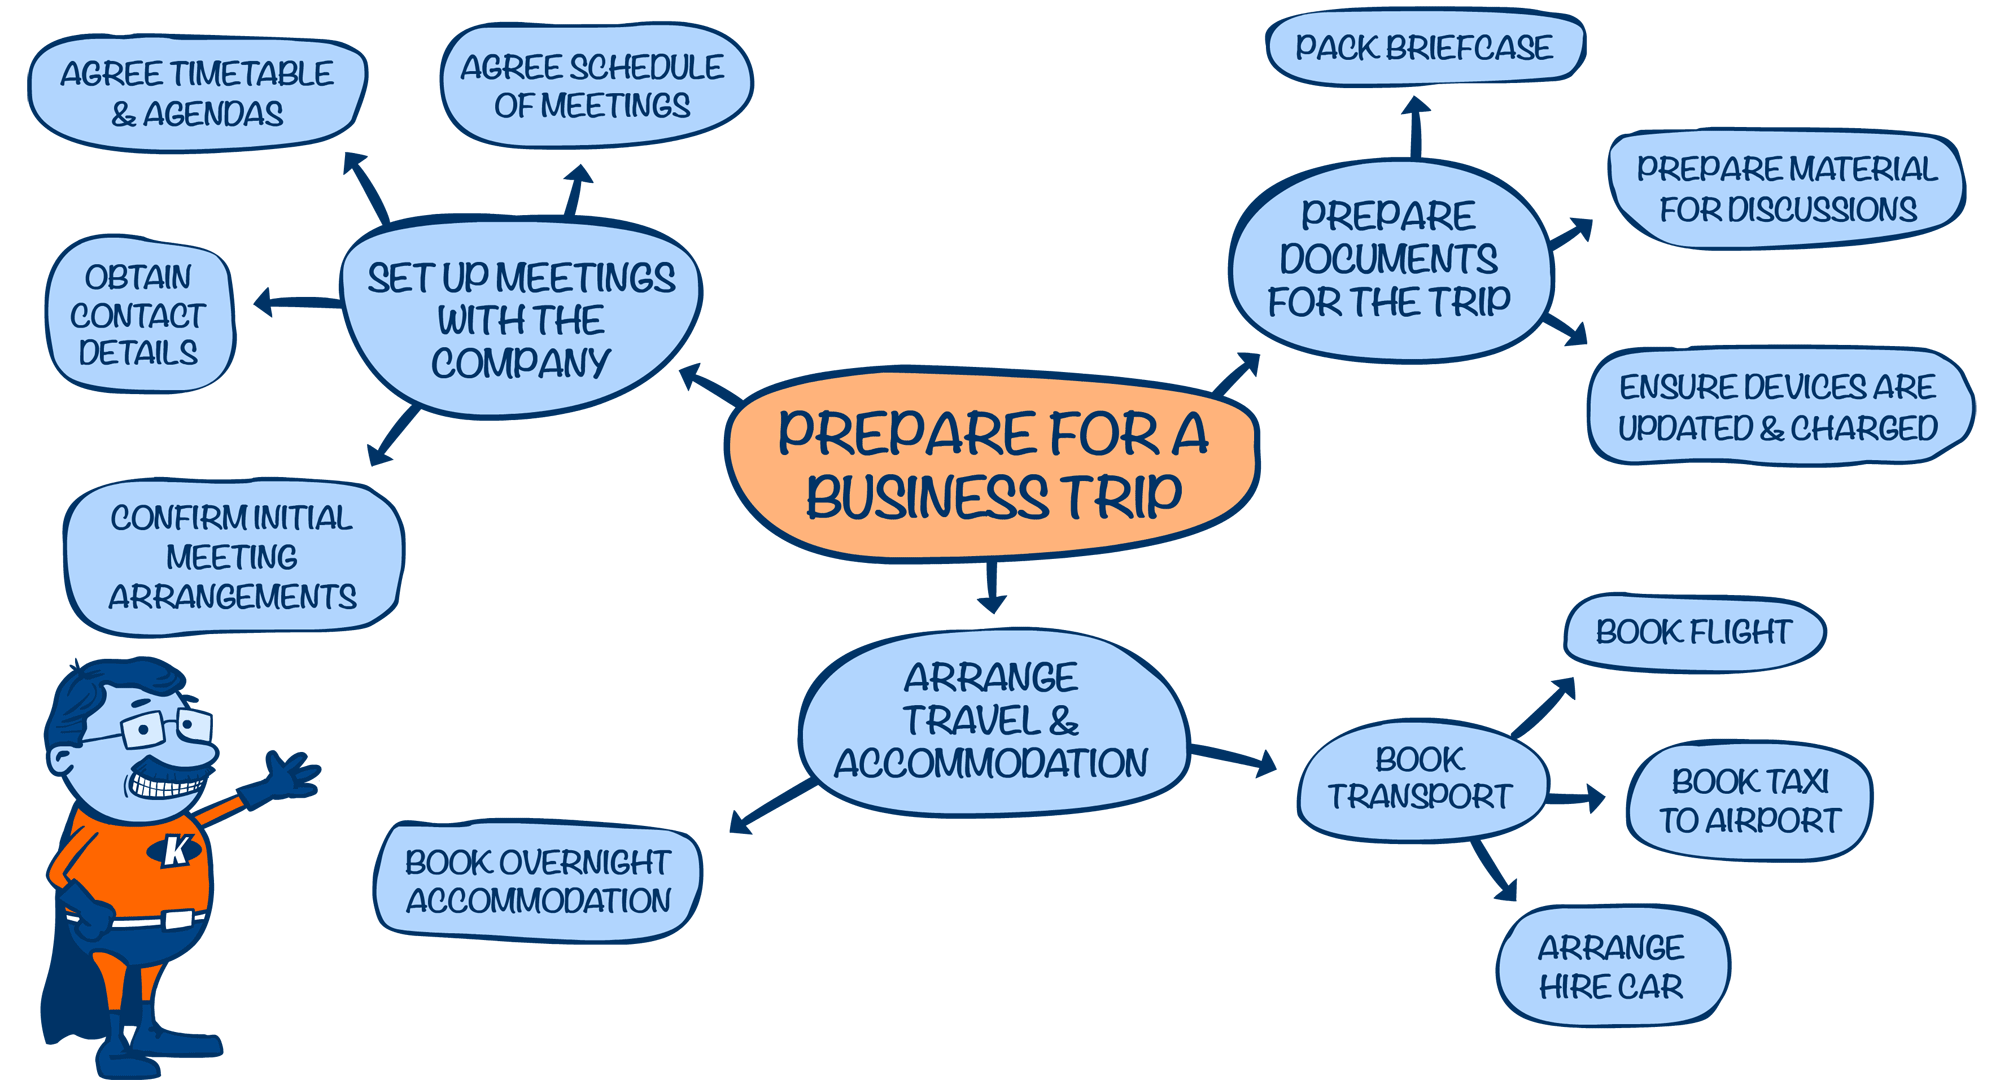 AGREE TIMETABLE
& AGENDAS
AGREE SCHEDULE
OF MEETINGS
OBTAIN
CONTACT
DETAILS
SET UP MEETINGS
WITH THE
COMPANY
CONFIRM INITIAL
MEETING
ARRANGEMENTS
PACK BRIEFCASE
PREPARE
DOCUMENTS
FOR THE TRIP
PREPARE MATERIAL
FOR DISCUSSIONS
ENSURE DEVICES ARE
UPDATED & CHARGED
PREPARE FOR A
BUSINESS TRIP
ARRANGE
TRAVEL &
ACCOMMODATION
BOOK OVERNIGHT
ACCOMMODATION
BOOK
TRANSPORT
BOOK FLIGHT
BOOK TAXI
TO AIRPORT
ARRANGE
HIRE CAR
K